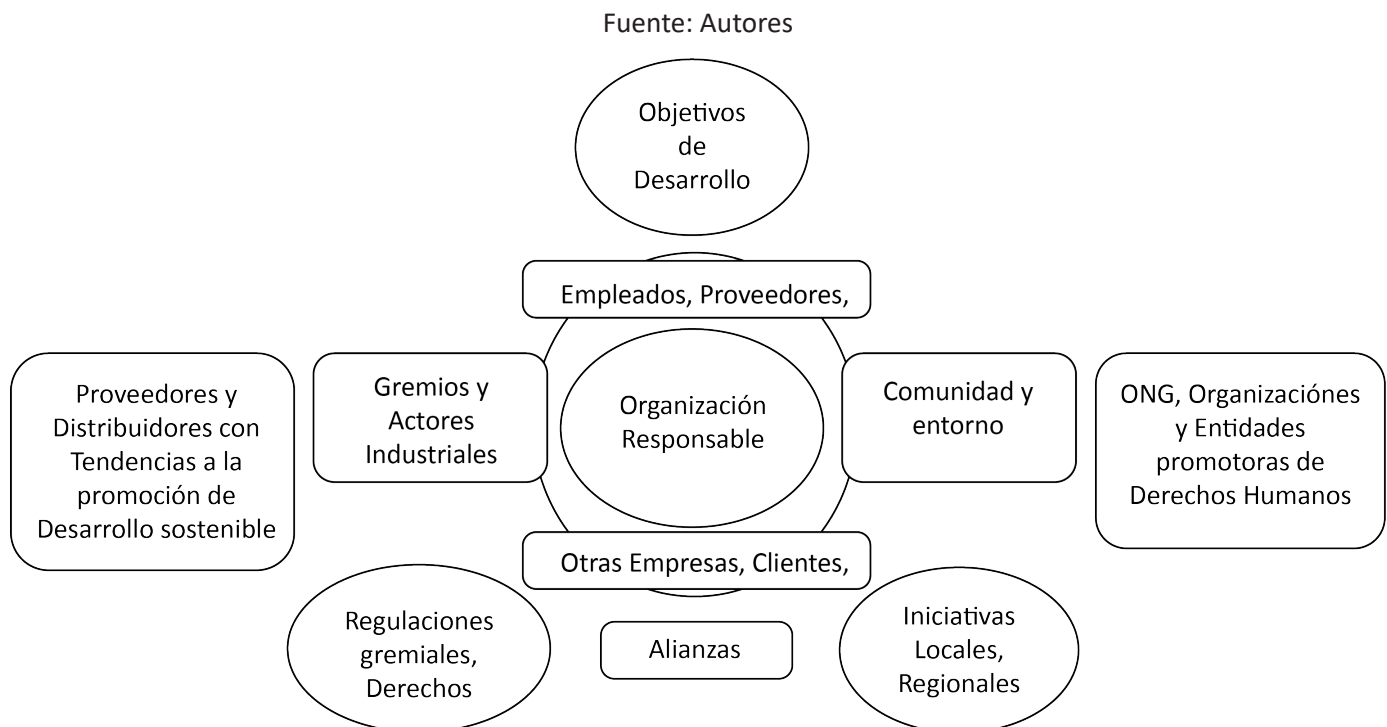 Fuente: Autores
Objetivos
de
Desarrollo
Empleados, Proveedores,
Proveedores y
Distribuidores con
Tendencias a la
promoción de
Desarrollo sostenible
Gremios y
Actores
Industriales
Organización
Responsable
Comunidad y
entorno
ONG, Organizaciónes
y Entidades
promotoras de
Derechos Humanos
Otras Empresas, Clientes,
Regulaciones
gremiales,
Derechos
Alianzas
Iniciativas
Locales,
Regionales